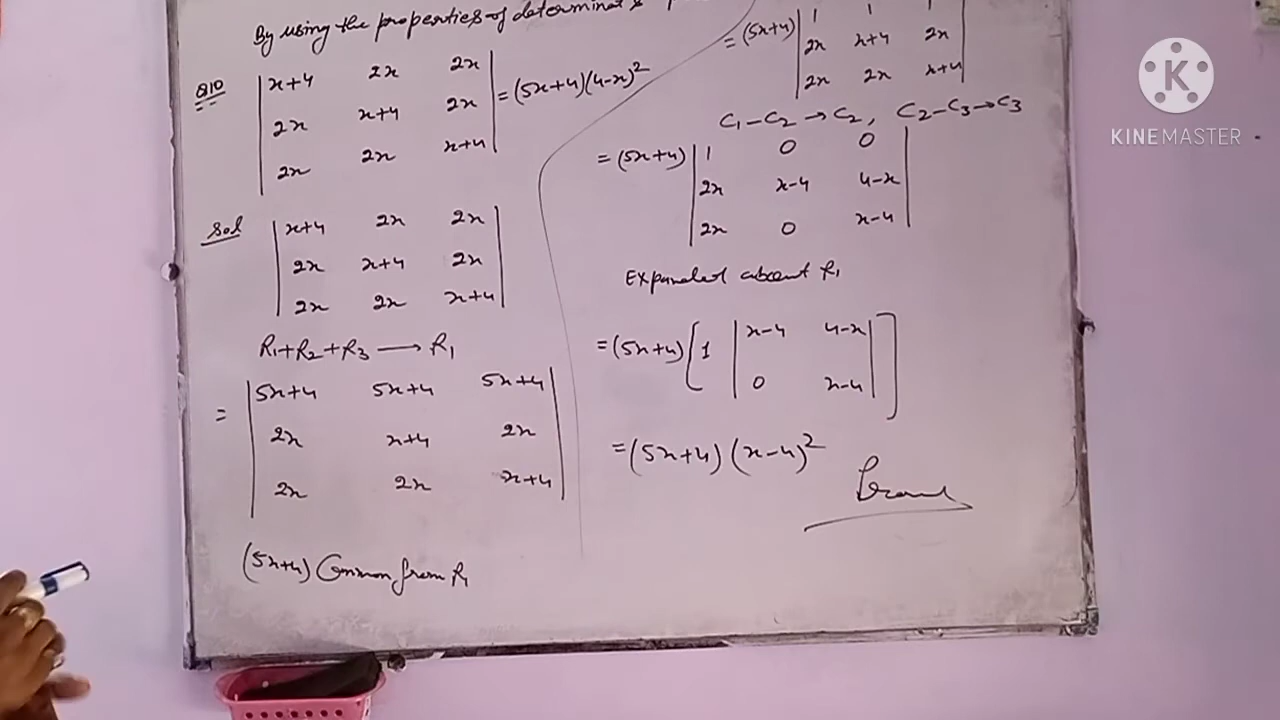 By using the properties of determinats
Q10
| x+4 2x 2x |
| 2x x+4 2x | = (5x+4)(4-x)²
| 2x 2x x+4 |
Sol
| x+4 2x 2x |
| 2x x+4 2x |
| 2x 2x x+4 |
R₁+R₂+R₃ → R₁
= | 5x+4 5x+4 5x+4 |
| 2x x+4 2x |
| 2x 2x x+4 |
(5x+4) Common from R₁
= (5x+4) | 1 1 1 |
| 2x x+4 2x |
| 2x 2x x+4 |
C₁-C₂→C₂, C₂-C₃→C₃
= (5x+4) | 1 0 0 |
| 2x x-4 4-x |
| 2x 0 x-4 |
Expanded about R₁
= (5x+4) [ 1 | x-4 4-x |
| 0 x-4 | ]
= (5x+4) (x-4)²
KINEMASTER